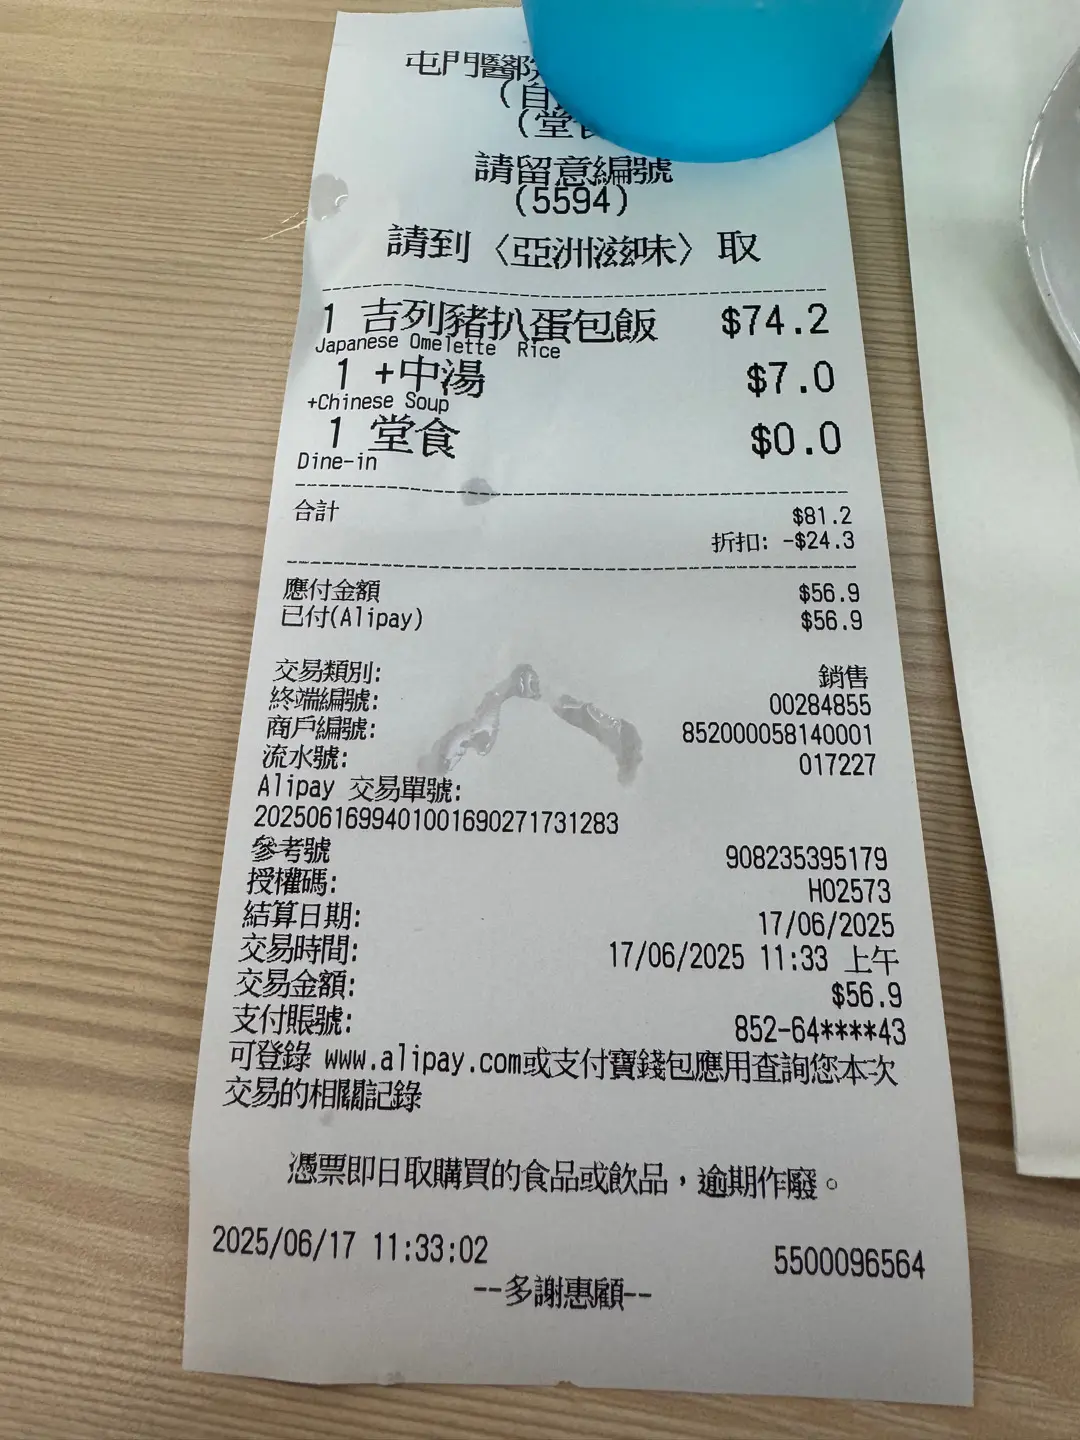 屯門醫院
(自
(堂食
請留意編號
(5594)
請到〈亞洲滋味〉取
1 吉列豬扒蛋包飯 $74.2
Japanese Omelette Rice
1 +中湯 $7.0
+Chinese Soup
1 堂食 $0.0
Dine-in
合計 $81.2
折扣: -$24.3
應付金額 $56.9
已付(Alipay) $56.9
交易類別: 銷售
終端編號: 00284855
商戶編號: 852000058140001
流水號: 017227
Alipay 交易單號:
2025061699401001690271731283
參考號 908235395179
授權碼: H02573
結算日期: 17/06/2025
交易時間: 17/06/2025 11:33 上午
交易金額: $56.9
支付賬號: 852-64****43
可登錄 www.alipay.com或支付寶錢包應用查詢您本次
交易的相關記錄
憑票即日取購買的食品或飲品，逾期作廢。
2025/06/17 11:33:02 5500096564
--多謝惠顧--